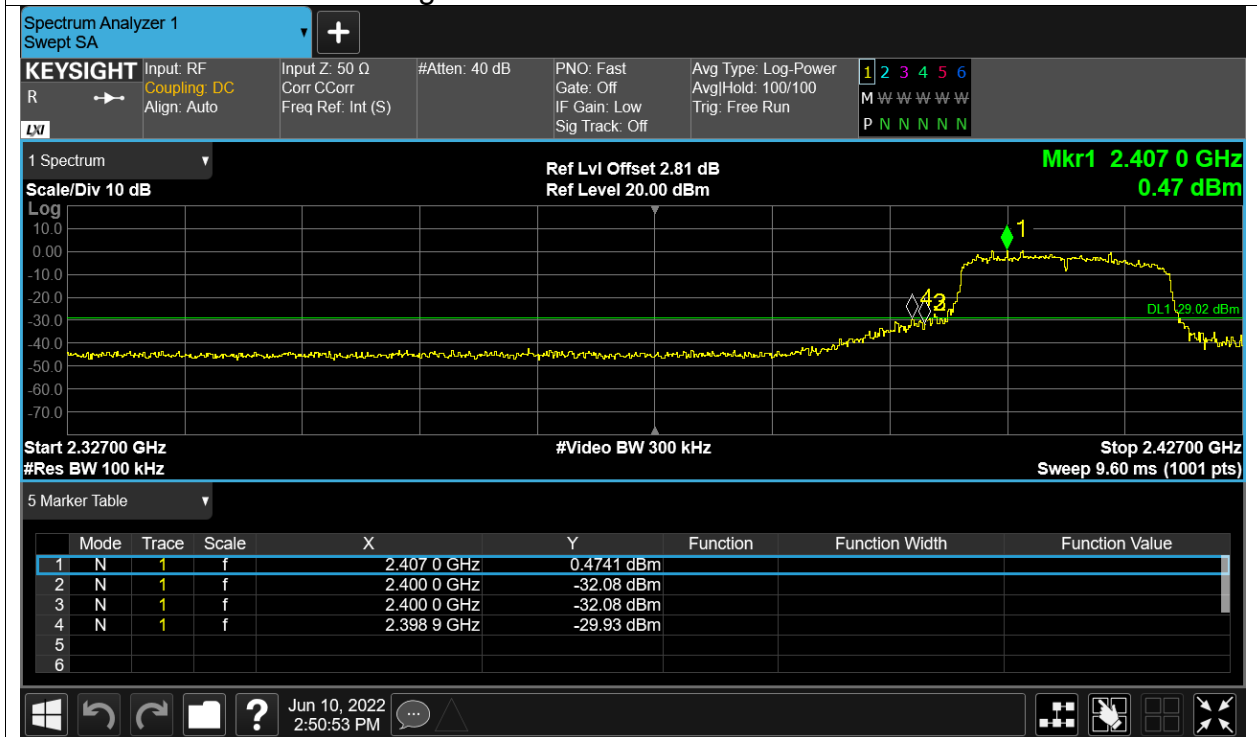 Spectrum Analyzer 1
Swept SA
+
KEYSIGHT Input: RF Input Z: 50 Ω #Atten: 40 dB PNO: Fast Avg Type: Log-Power 1 2 3 4 5 6
R Coupling: DC Corr CCorr Gate: Off Avg|Hold: 100/100 M W W W W W
Align: Auto Freq Ref: Int (S) IF Gain: Low Trig: Free Run
LXI Sig Track: Off P N N N N N N
1 Spectrum Ref Lvl Offset 2.81 dB Mkr1 2.407 0 GHz
Scale/Div 10 dB Ref Level 20.00 dBm 0.47 dBm
Log
10.0 1
0.00
-10.0
-20.0 4
-30.0 DL1 -29.02 dBm
-40.0
-50.0
-60.0
-70.0
Start 2.32700 GHz #Video BW 300 kHz Stop 2.42700 GHz
#Res BW 100 kHz Sweep 9.60 ms (1001 pts)
5 Marker Table
Mode Trace Scale X Y Function Function Width Function Value
1 N 1 f 2.407 0 GHz 0.4741 dBm
2 N 1 f 2.400 0 GHz -32.08 dBm
3 N 1 f 2.400 0 GHz -32.08 dBm
4 N 1 f 2.398 9 GHz -29.93 dBm
5
6
? Jun 10, 2022
2:50:53 PM